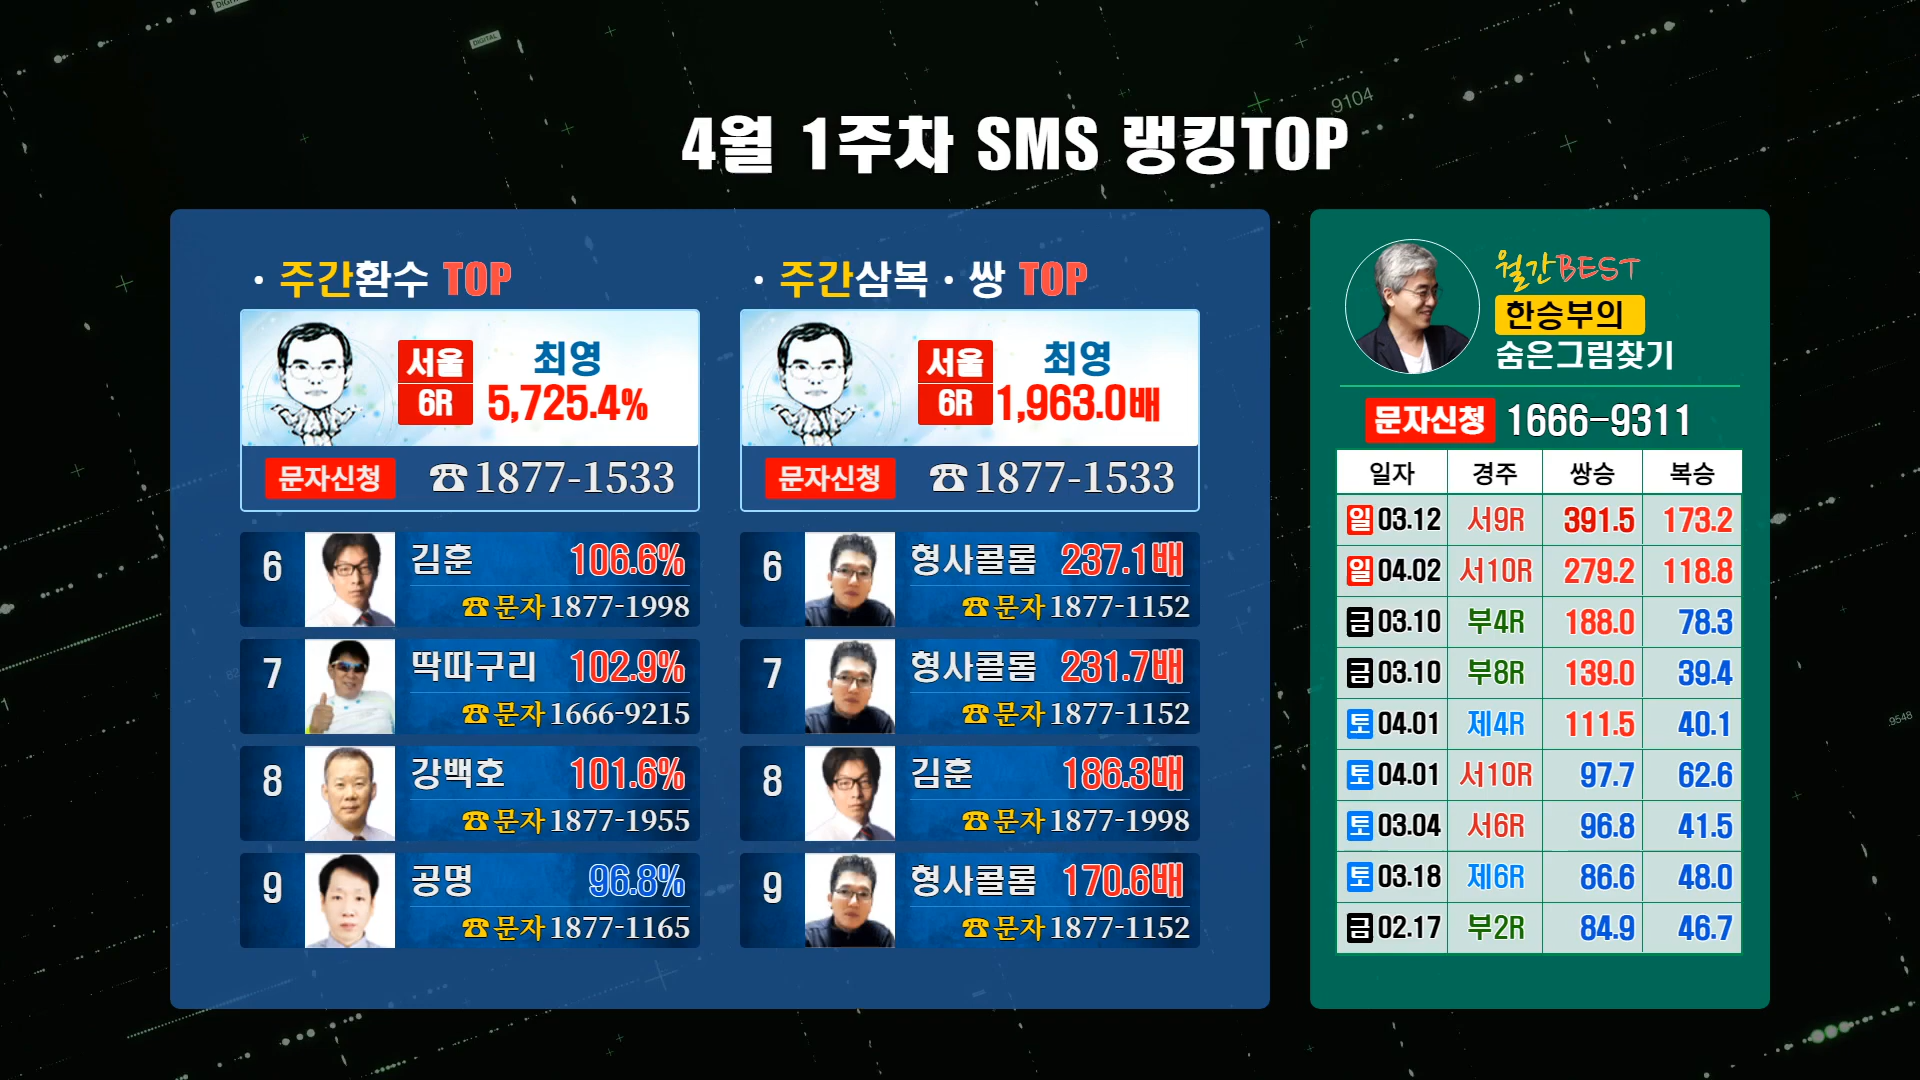 DIGITAL
9104
4월 1주차 SMS 랭킹TOP
· 주간환수 TOP
서울
6R
최영
5,725.4%
문자신청 ☎1877-1533
6 김훈 106.6%
☎문자1877-1998
7 딱따구리 102.9%
☎문자1666-9215
8 강백호 101.6%
☎문자1877-1955
9 공명 96.8%
☎문자1877-1165
· 주간삼복 · 쌍 TOP
서울
6R
최영
1,963.0배
문자신청 ☎1877-1533
6 형사콜롬 237.1배
☎문자1877-1152
7 형사콜롬 231.7배
☎문자1877-1152
8 김훈 186.3배
☎문자1877-1998
9 형사콜롬 170.6배
☎문자1877-1152
월간BEST
한승부의
숨은그림찾기
문자신청 1666-9311
일자 경주 쌍승 복승
일 03.12 서9R 391.5 173.2
일 04.02 서10R 279.2 118.8
금 03.10 부4R 188.0 78.3
금 03.10 부8R 139.0 39.4
토 04.01 제4R 111.5 40.1
토 04.01 서10R 97.7 62.6
토 03.04 서6R 96.8 41.5
토 03.18 제6R 86.6 48.0
금 02.17 부2R 84.9 46.7
9548